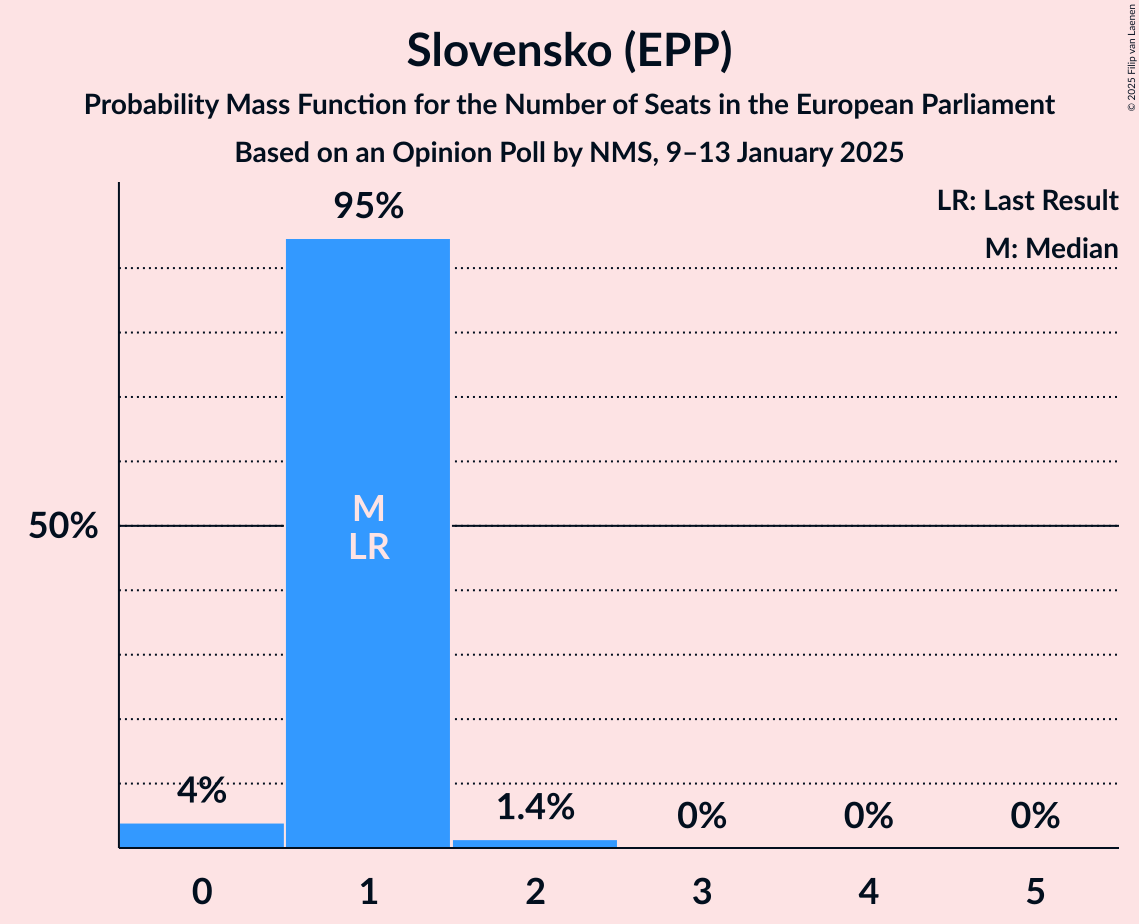 Slovensko (EPP)
Probability Mass Function for the Number of Seats in the European Parliament
Based on an Opinion Poll by NMS, 9–13 January 2025
© 2025 Filip van Laenen
LR: Last Result
M: Median
95%
50%
M
LR
4%
1.4%
0%
0%
0%
0
1
2
3
4
5